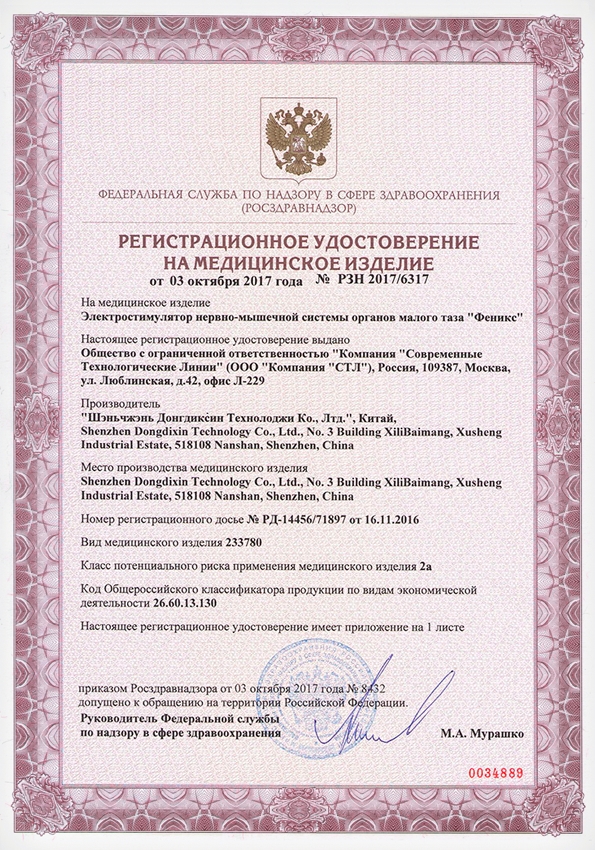 ФЕДЕРАЛЬНАЯ СЛУЖБА ПО НАДЗОРУ В СФЕРЕ ЗДРАВООХРАНЕНИЯ
(РОСЗДРАВНАДЗОР)
РЕГИСТРАЦИОННОЕ УДОСТОВЕРЕНИЕ
НА МЕДИЦИНСКОЕ ИЗДЕЛИЕ
от 03 октября 2017 года № РЗН 2017/6317
На медицинское изделие
Электростимулятор нервно-мышечной системы органов малого таза "Феникс"
Настоящее регистрационное удостоверение выдано
Общество с ограниченной ответственностью "Компания "Современные
Технологические Линии" (ООО "Компания "СТЛ"), Россия, 109387, Москва,
ул. Люблинская, д.42, офис Л-229
Производитель
"Шэньчжэнь Донгдиксин Технолоджи Ко., Лтд.", Китай,
Shenzhen Dongdixin Technology Co., Ltd., No. 3 Building XiliBaimang, Xusheng
Industrial Estate, 518108 Nanshan, Shenzhen, China
Место производства медицинского изделия
Shenzhen Dongdixin Technology Co., Ltd., No. 3 Building XiliBaimang, Xusheng
Industrial Estate, 518108 Nanshan, Shenzhen, China
Номер регистрационного досье № РД-14456/71897 от 16.11.2016
Вид медицинского изделия 233780
Класс потенциального риска применения медицинского изделия 2а
Код Общероссийского классификатора продукции по видам экономической
деятельности 26.60.13.130
Настоящее регистрационное удостоверение имеет приложение на 1 листе
приказом Росздравнадзора от 03 октября 2017 года № 8432
допущено к обращению на территории Российской Федерации.
Руководитель Федеральной службы
по надзору в сфере здравоохранения
М.А. Мурашко
0034889